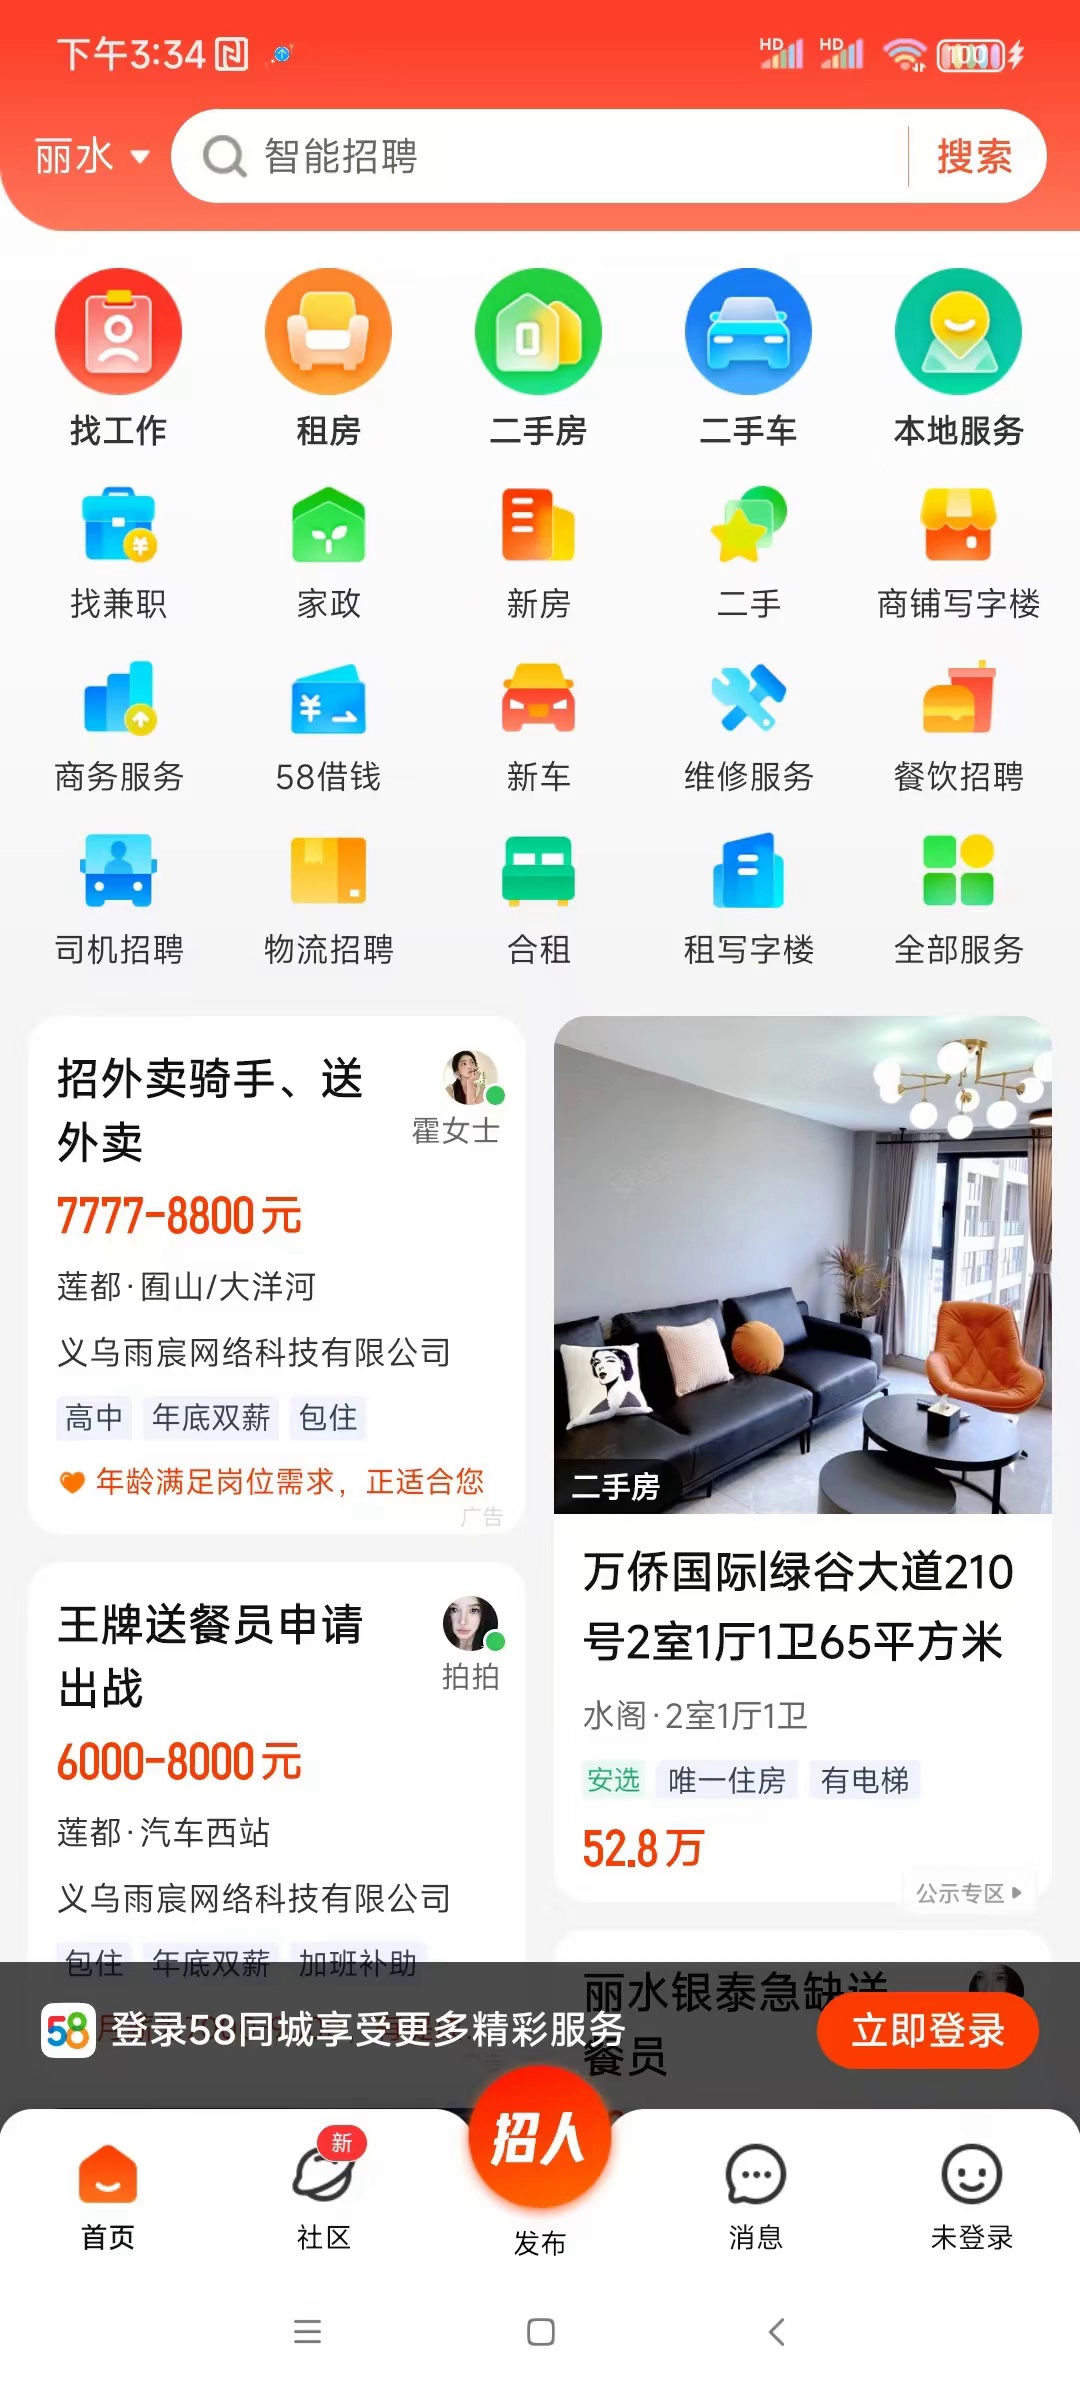 下午3:34
HD
HD
100
丽水
智能招聘
搜索
找工作
租房
二手房
二手车
本地服务
找兼职
家政
新房
二手
商铺写字楼
商务服务
58借钱
新车
维修服务
餐饮招聘
司机招聘
物流招聘
合租
租写字楼
全部服务
招外卖骑手、送
外卖
霍女士
7777-8800元
莲都·囿山/大洋河
义乌雨宸网络科技有限公司
高中
年底双薪
包住
年龄满足岗位需求，正适合您
广告
王牌送餐员申请
出战
拍拍
6000-8000元
莲都·汽车西站
义乌雨宸网络科技有限公司
包住
年底双薪
加班补助
二手房
万侨国际|绿谷大道210
号2室1厅1卫65平方米
水阁·2室1厅1卫
安选
唯一住房
有电梯
52.8万
公示专区
丽水银泰急缺送
餐员
58
登录58同城享受更多精彩服务
立即登录
首页
新
社区
招人
发布
消息
未登录